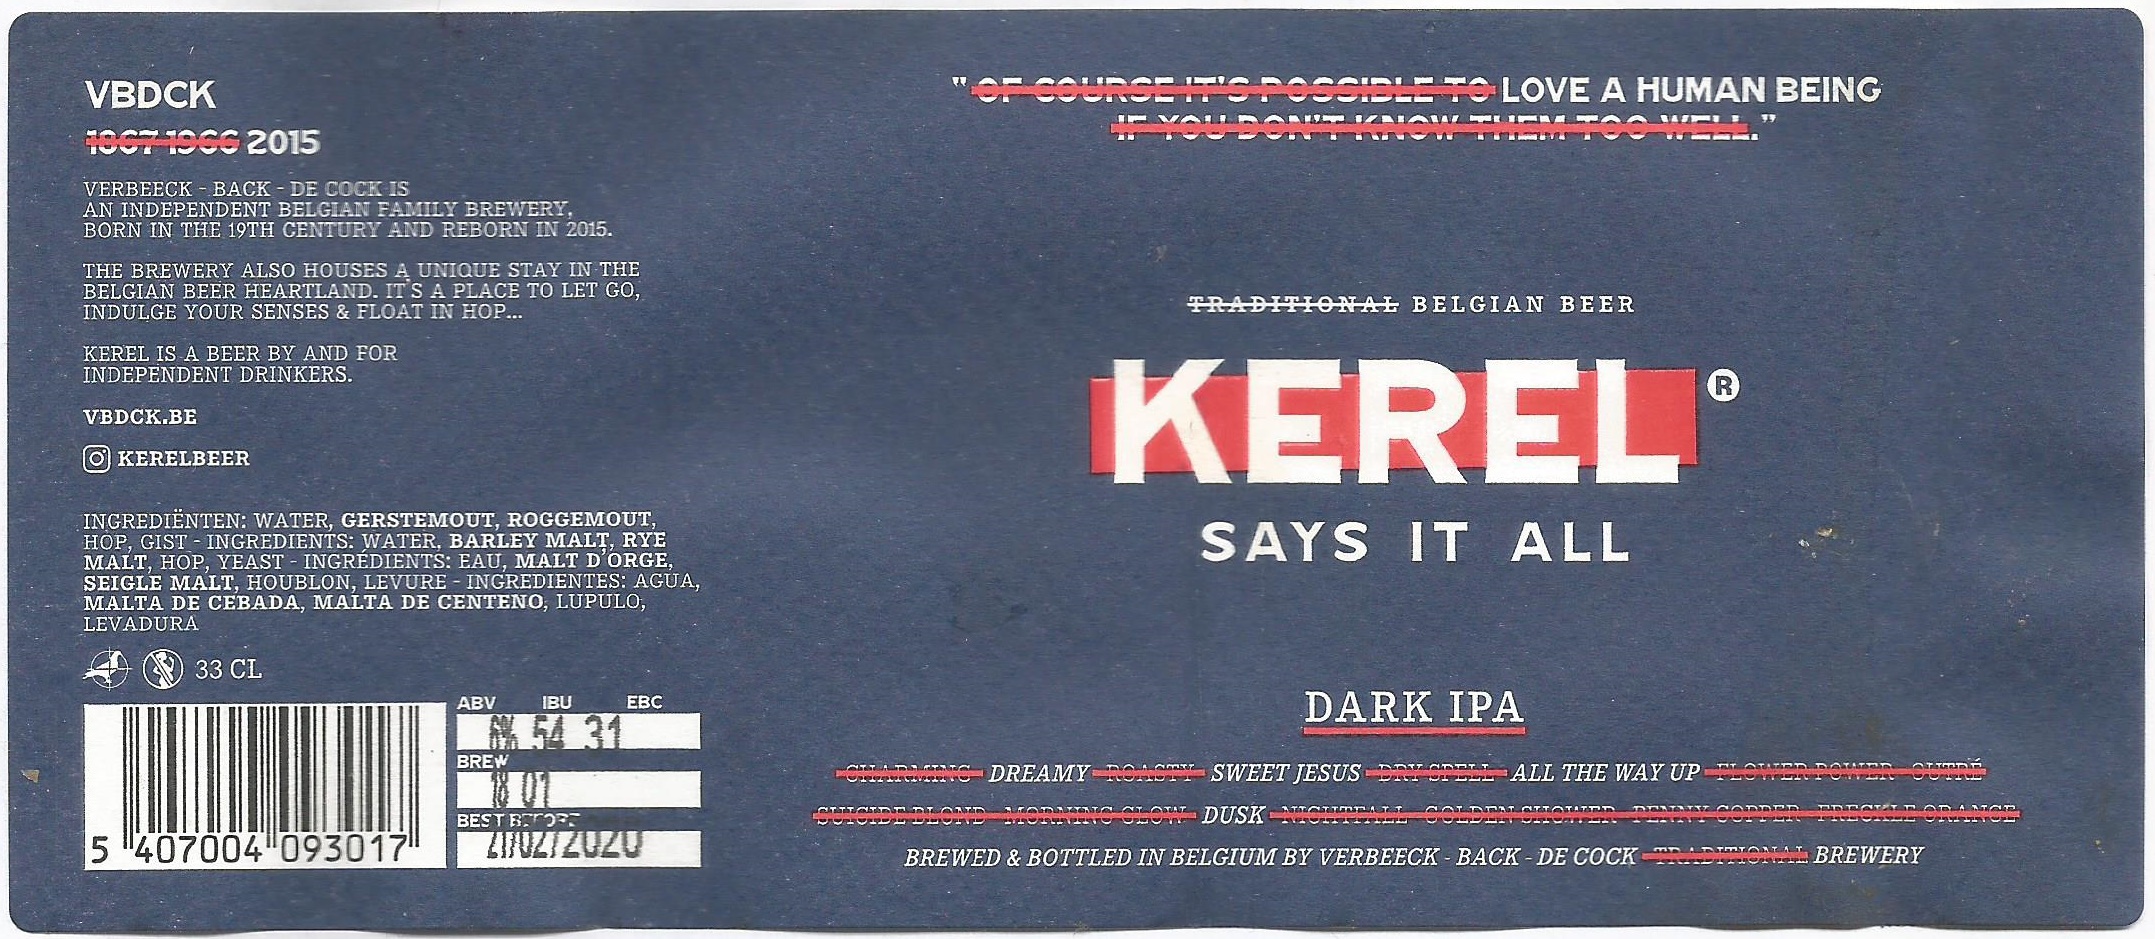 VBDCK
1867-1966 2015
VERBEECK - BACK - DE COCK IS
AN INDEPENDENT BELGIAN FAMILY BREWERY,
BORN IN THE 19TH CENTURY AND REBORN IN 2015.
THE BREWERY ALSO HOUSES A UNIQUE STAY IN THE
BELGIAN BEER HEARTLAND. IT'S A PLACE TO LET GO,
INDULGE YOUR SENSES & FLOAT IN HOP...
KEREL IS A BEER BY AND FOR
INDEPENDENT DRINKERS.
VBDCK.BE
KERELBEER
INGREDIËNTEN: WATER, GERSTEMOUT, ROGGEMOUT,
HOP, GIST - INGREDIENTS: WATER, BARLEY MALT, RYE
MALT, HOP, YEAST - INGRÉDIENTS: EAU, MALT D'ORGE,
SEIGLE MALT, HOUBLON, LEVURE - INGREDIENTES: AGUA,
MALTA DE CEBADA, MALTA DE CENTENO, LUPULO,
LEVADURA
33 CL
5 407004 093017
ABV IBU EBC
6% 54 31
BREW
18 01
BEST BEFORE
21/02/2020
"OF COURSE IT'S POSSIBLE TO LOVE A HUMAN BEING
IF YOU DON'T KNOW THEM TOO WELL."
TRADITIONAL BELGIAN BEER
KEREL®
SAYS IT ALL
DARK IPA
CHARMING DREAMY ROASTY SWEET JESUS DRY SPELL ALL THE WAY UP FLOWER POWER OUTRÉ
SUICIDE BLOND MORNING GLOW DUSK NIGHTFALL GOLDEN SHOWER PENNY COPPER FRECKLE ORANGE
BREWED & BOTTLED IN BELGIUM BY VERBEECK - BACK - DE COCK TRADITIONAL BREWERY